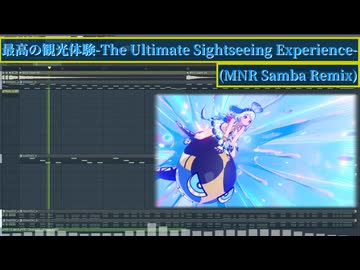 最高の観光体験-The Ultimate Sightseeing Experience-
(MNR Samba Remix)